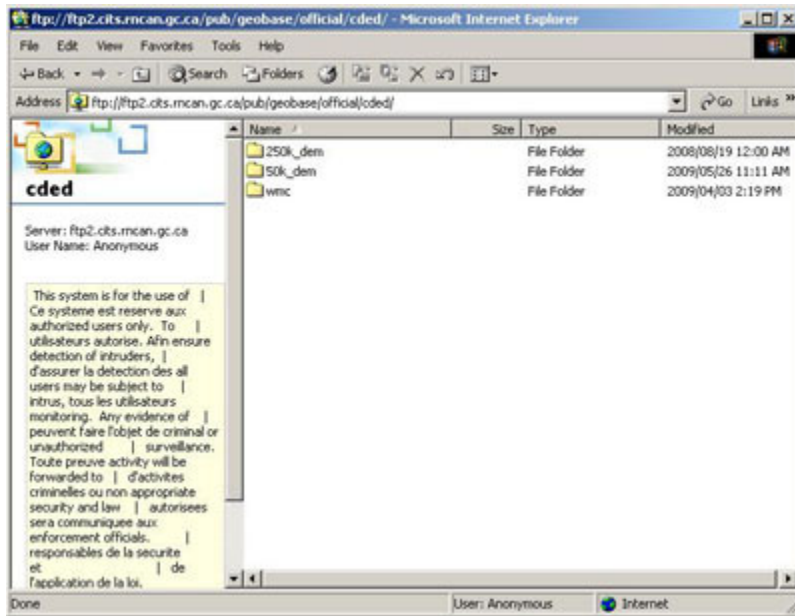 ftp://ftp2.cits.rncan.gc.ca/pub/geobase/official/cded/ - Microsoft Internet Explorer
File Edit View Favorites Tools Help
Back Search Folders
Address ftp://ftp2.cits.rncan.gc.ca/pub/geobase/official/cded/ Go Links »
Name Size Type Modified
250k_dem File Folder 2008/08/19 12:00 AM
50k_dem File Folder 2009/05/26 11:11 AM
wmc File Folder 2009/04/03 2:19 PM
cded
Server: ftp2.cits.rncan.gc.ca
User Name: Anonymous
This system is for the use of |
Ce systeme est reserve aux
authorized users only. To |
utilisateurs autorise. Afin ensure
detection of intruders, |
d'assurer la detection des all
users may be subject to |
intrus, tous les utilisateurs
monitoring. Any evidence of |
peuvent faire l'objet de criminal or
unauthorized | surveillance.
Toute preuve activity will be
forwarded to | d'activites
criminelles ou non appropriate
security and law | autorisees
sera communiquee aux
enforcement officials. |
responsables de la securite
et | de
l'application de la loi.
Done User: Anonymous Internet